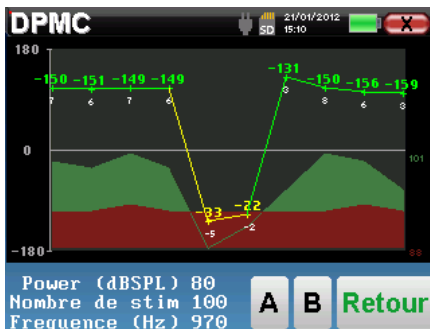 DPMC
SD
21/01/2012
15:10
X
180
-150 -151 -149 -149 -131 -150 -156 -159
7 6 7 6 3 8 6 3
0
101
-33 -22
-5 -2
-180
88
Power (dBSPL) 80
Nombre de stim 100
Frequence (Hz) 970
A B Retour